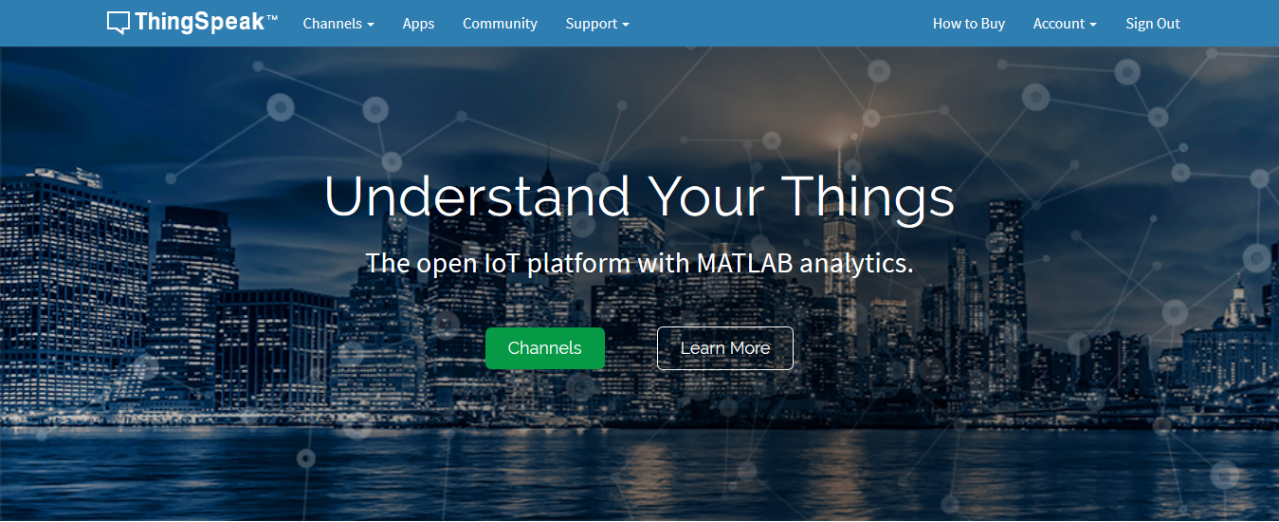 ThingSpeak™ Channels Apps Community Support How to Buy Account Sign Out
Understand Your Things
The open IoT platform with MATLAB analytics.
Channels Learn More